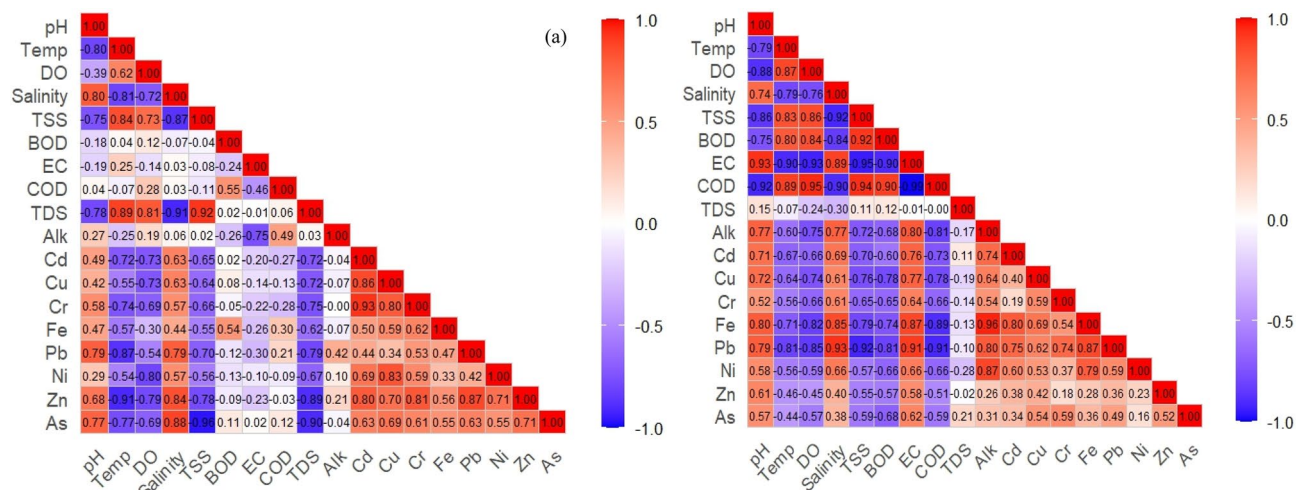 (a)
pH 1.00
Temp -0.80 1.00
DO -0.39 0.62 1.00
Salinity 0.80 -0.81 -0.72 1.00
TSS -0.75 0.84 0.73 -0.87 1.00
BOD -0.18 0.04 0.12 -0.07 -0.04 1.00
EC -0.19 0.25 -0.14 0.03 -0.08 -0.24 1.00
COD 0.04 -0.07 0.28 0.03 -0.11 0.55 -0.46 1.00
TDS -0.78 0.89 0.81 -0.91 0.92 0.02 -0.01 0.06 1.00
Alk 0.27 -0.25 0.19 0.06 0.02 -0.26 -0.75 0.49 0.03 1.00
Cd 0.49 -0.72 -0.73 0.63 -0.65 0.02 -0.20 -0.27 -0.72 -0.04 1.00
Cu 0.42 -0.55 -0.73 0.63 -0.64 0.08 -0.14 -0.13 -0.72 -0.04 0.86 1.00
Cr 0.58 -0.74 -0.69 0.57 -0.66 -0.05 -0.22 -0.28 -0.75 -0.00 0.93 0.80 1.00
Fe 0.47 -0.57 -0.30 0.44 -0.55 0.54 -0.26 0.30 -0.62 -0.07 0.50 0.59 0.62 1.00
Pb 0.79 -0.87 -0.54 0.79 -0.70 -0.12 -0.30 0.21 -0.79 0.42 0.44 0.34 0.53 0.47 1.00
Ni 0.29 -0.54 -0.80 0.57 -0.56 -0.13 -0.10 -0.09 -0.67 0.10 0.69 0.83 0.59 0.33 0.42 1.00
Zn 0.68 -0.91 -0.79 0.84 -0.78 -0.09 -0.23 -0.03 -0.89 0.21 0.80 0.70 0.81 0.56 0.87 0.71 1.00
As 0.77 -0.77 -0.69 0.88 -0.96 0.11 0.02 0.12 -0.90 -0.04 0.63 0.69 0.61 0.55 0.63 0.55 0.71 1.00
pH Temp DO Salinity TSS BOD EC COD TDS Alk Cd Cu Cr Fe Pb Ni Zn As
1.0
0.5
0.0
-0.5
-1.0
pH 1.00
Temp -0.79 1.00
DO -0.88 0.87 1.00
Salinity 0.74 -0.79 -0.76 1.00
TSS -0.86 0.83 0.86 -0.92 1.00
BOD -0.75 0.80 0.84 -0.84 0.92 1.00
EC 0.93 -0.90 -0.93 0.89 -0.95 -0.90 1.00
COD -0.92 0.89 0.95 -0.90 0.94 0.90 -0.99 1.00
TDS 0.15 -0.07 -0.24 -0.30 0.11 0.12 -0.01 -0.00 1.00
Alk 0.77 -0.60 -0.75 0.77 -0.72 -0.68 0.80 -0.81 -0.17 1.00
Cd 0.71 -0.67 -0.66 0.69 -0.70 -0.60 0.76 -0.73 0.11 0.74 1.00
Cu 0.72 -0.64 -0.74 0.61 -0.76 -0.78 0.77 -0.78 -0.19 0.64 0.40 1.00
Cr 0.52 -0.56 -0.66 0.61 -0.65 -0.65 0.64 -0.66 -0.14 0.54 0.19 0.59 1.00
Fe 0.80 -0.71 -0.82 0.85 -0.79 -0.74 0.87 -0.89 -0.13 0.96 0.80 0.69 0.54 1.00
Pb 0.79 -0.81 -0.85 0.93 -0.92 -0.81 0.91 -0.91 -0.10 0.80 0.75 0.62 0.74 0.87 1.00
Ni 0.58 -0.56 -0.59 0.66 -0.57 -0.66 0.66 -0.66 -0.28 0.87 0.60 0.53 0.37 0.79 0.59 1.00
Zn 0.61 -0.46 -0.45 0.40 -0.55 -0.38 0.58 -0.51 -0.02 0.26 0.38 0.42 0.18 0.28 0.36 0.23 1.00
As 0.57 -0.44 -0.57 0.38 -0.59 -0.68 0.62 -0.59 0.21 0.31 0.34 0.54 0.59 0.36 0.49 0.16 0.52 1.00
pH Temp DO Salinity TSS BOD EC COD TDS Alk Cd Cu Cr Fe Pb Ni Zn As
1.0
0.5
0.0
-0.5
-1.0